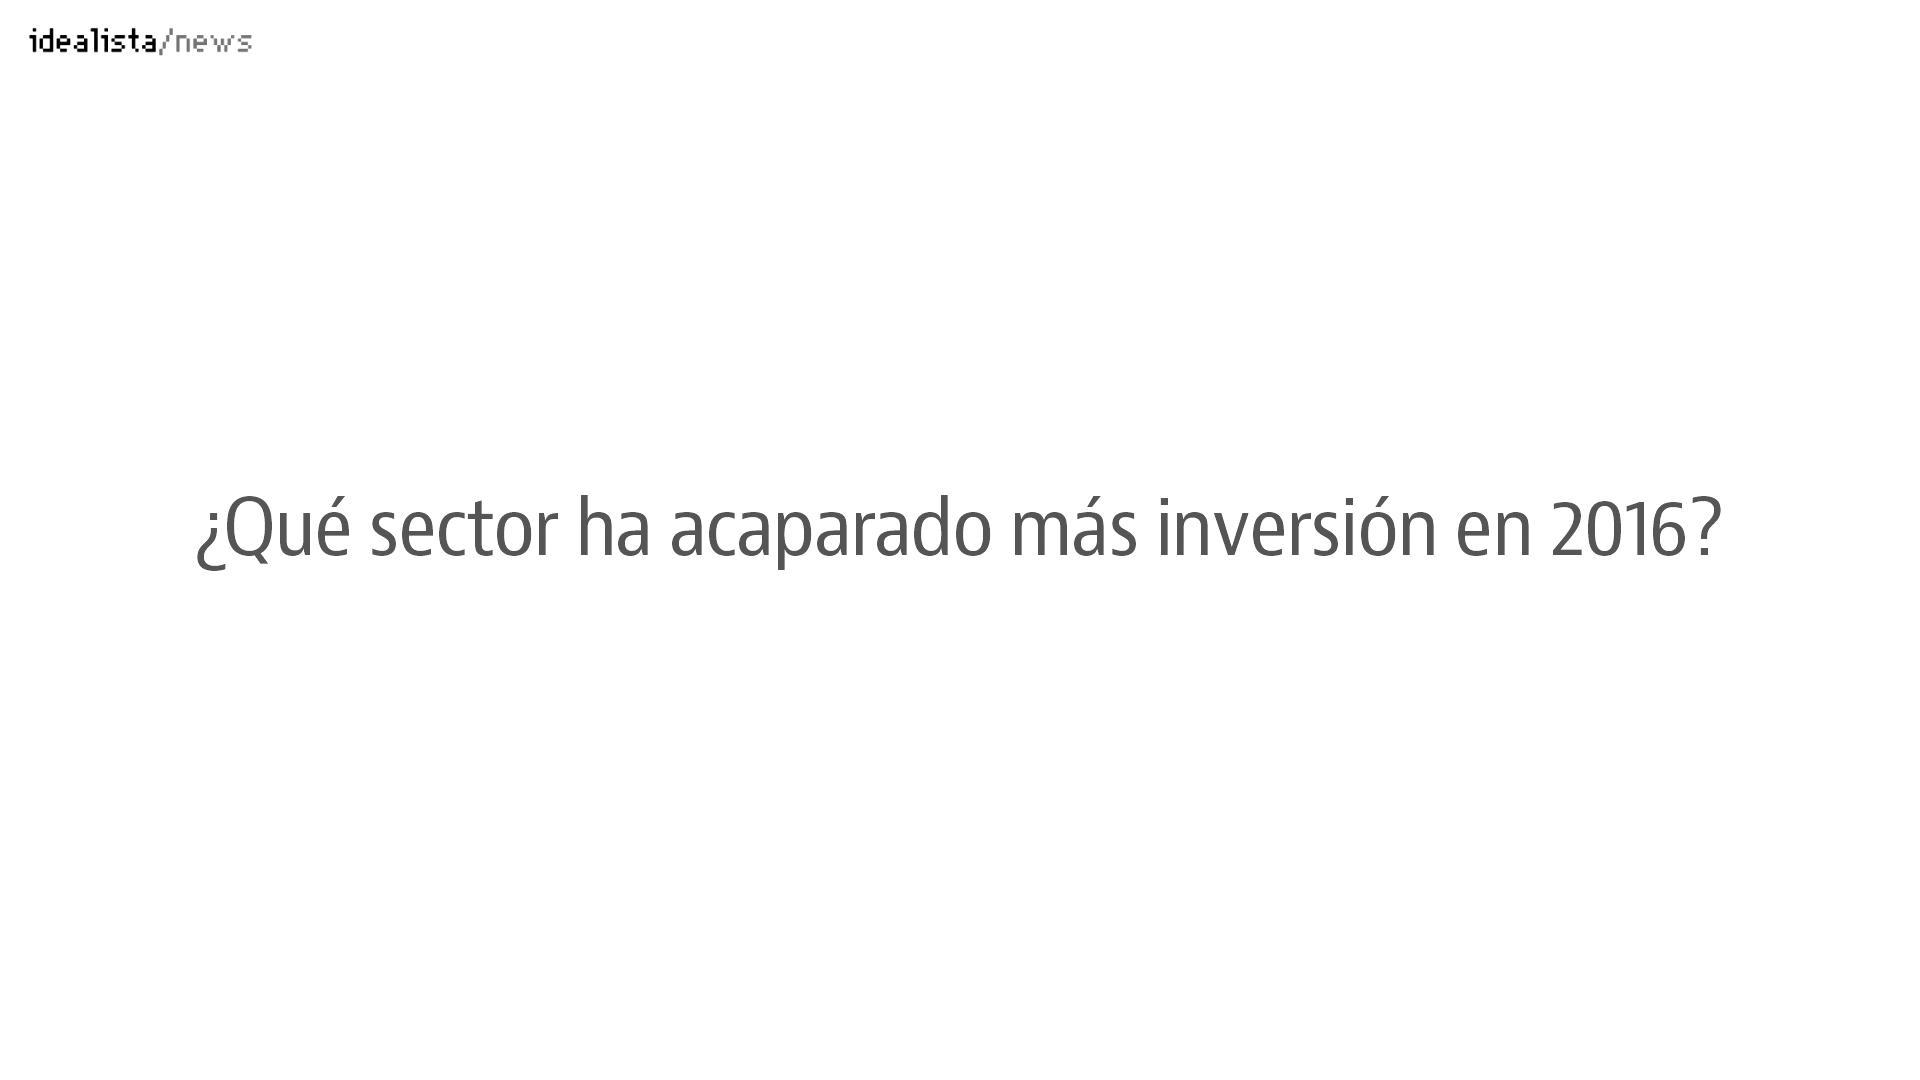 idealista/news
¿Qué sector ha acaparado más inversión en 2016?